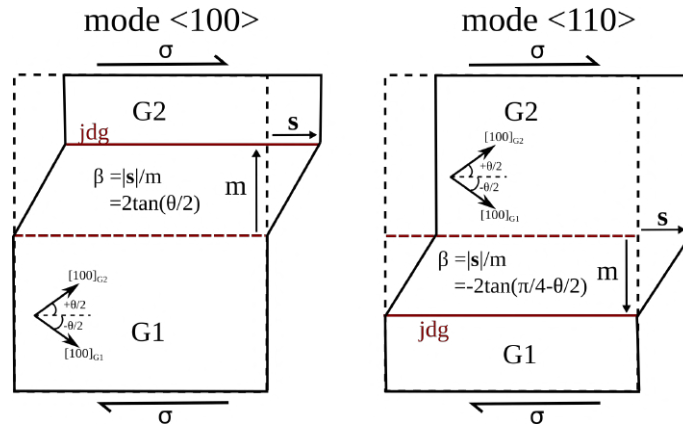 mode <100>
σ
G2
jdg
s
β =|s|/m
=2tan(θ/2)
m
[100]G2
+θ/2
-θ/2
[100]G1
G1
σ
mode <110>
σ
G2
[100]G2
+θ/2
-θ/2
[100]G1
s
β =|s|/m
=-2tan(π/4-θ/2)
m
jdg
G1
σ